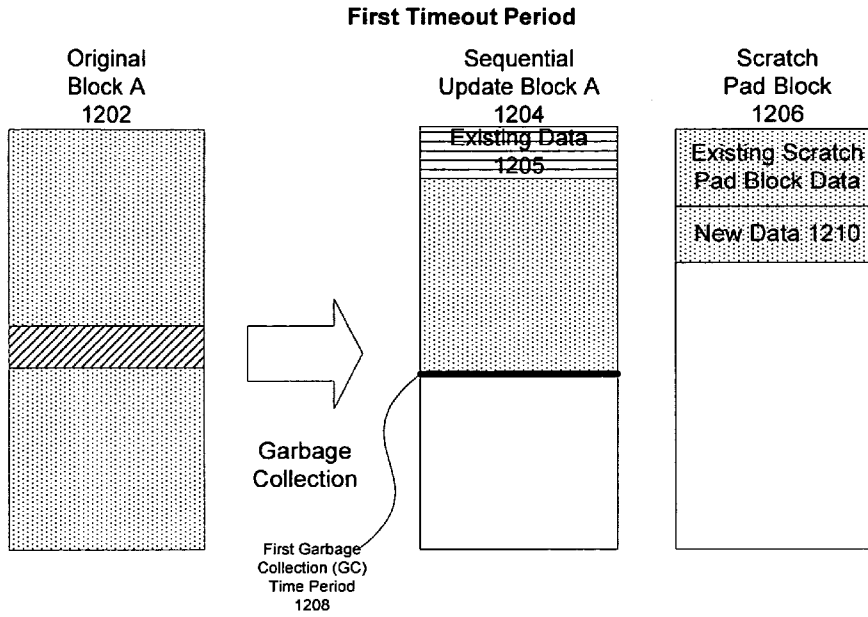 First Timeout Period
Original
Block A
1202
Sequential
Update Block A
1204
Scratch
Pad Block
1206
Existing Data
1205
Existing Scratch
Pad Block Data
New Data 1210
Garbage
Collection
First Garbage
Collection (GC)
Time Period
1208